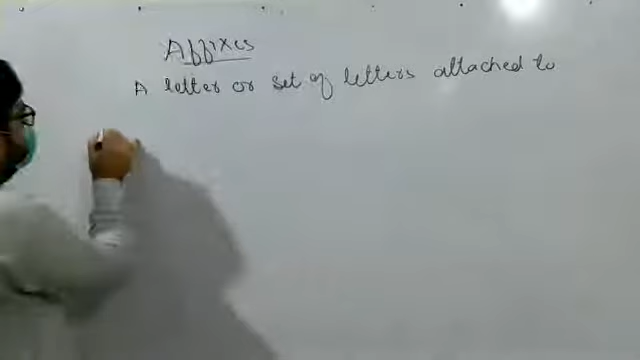 Affixes
A letter or set of letters attached to